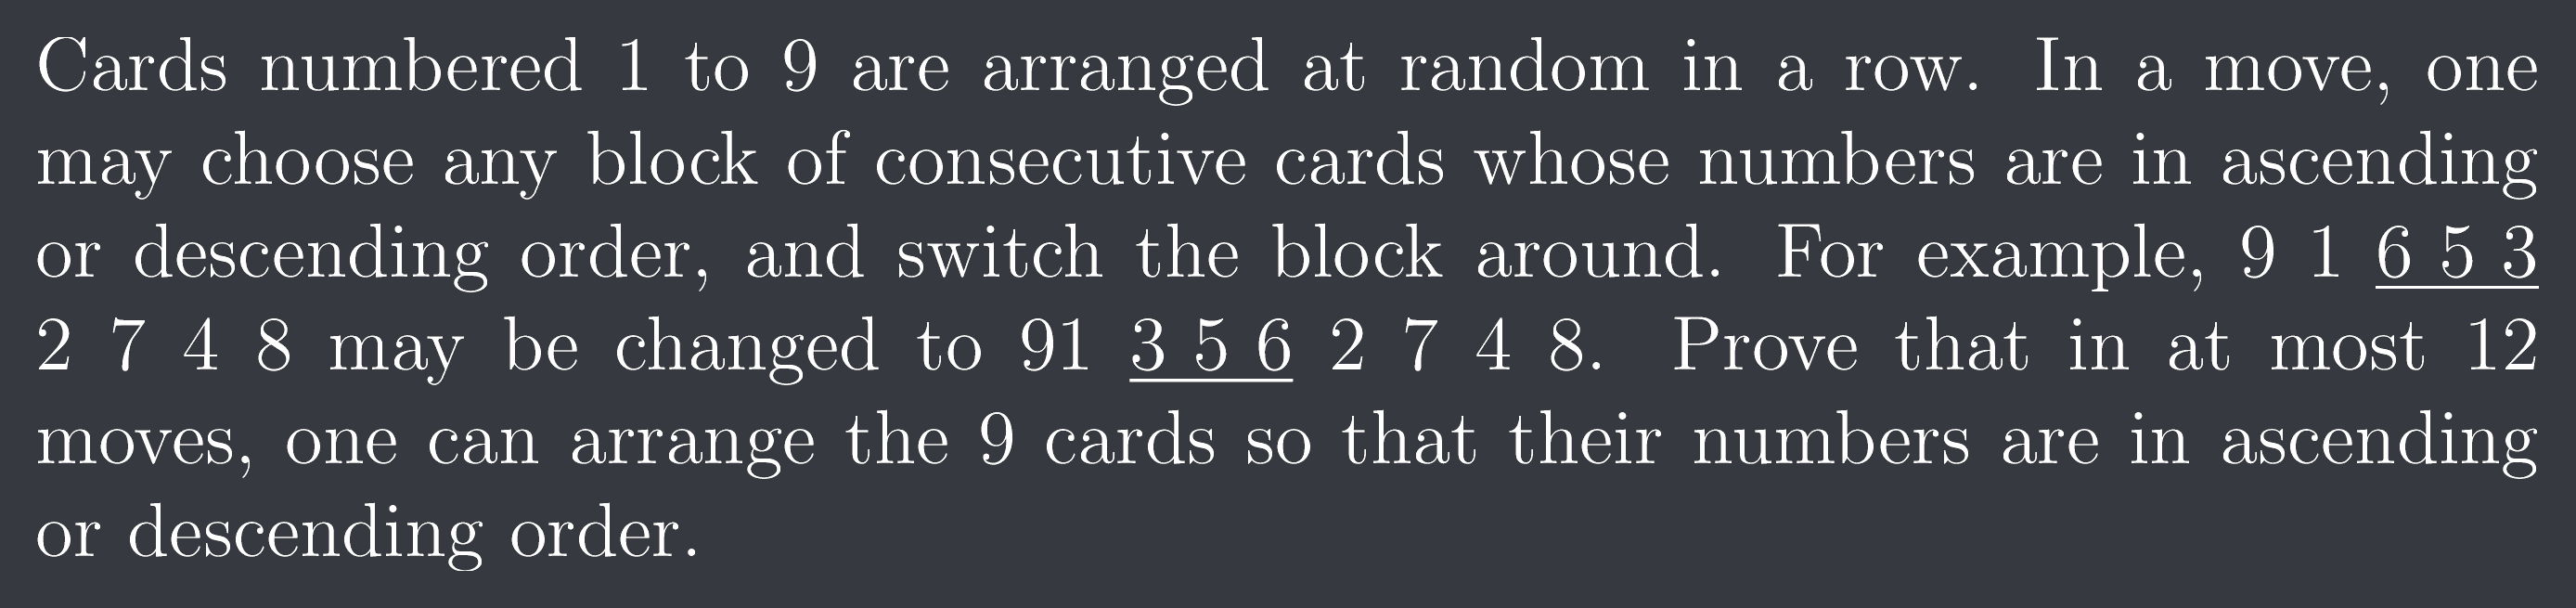 Cards numbered 1 to 9 are arranged at random in a row. In a move, one
may choose any block of consecutive cards whose numbers are in ascending
or descending order, and switch the block around. For example, 9 1 6 5 3
2 7 4 8 may be changed to 91 3 5 6 2 7 4 8. Prove that in at most 12
moves, one can arrange the 9 cards so that their numbers are in ascending
or descending order.